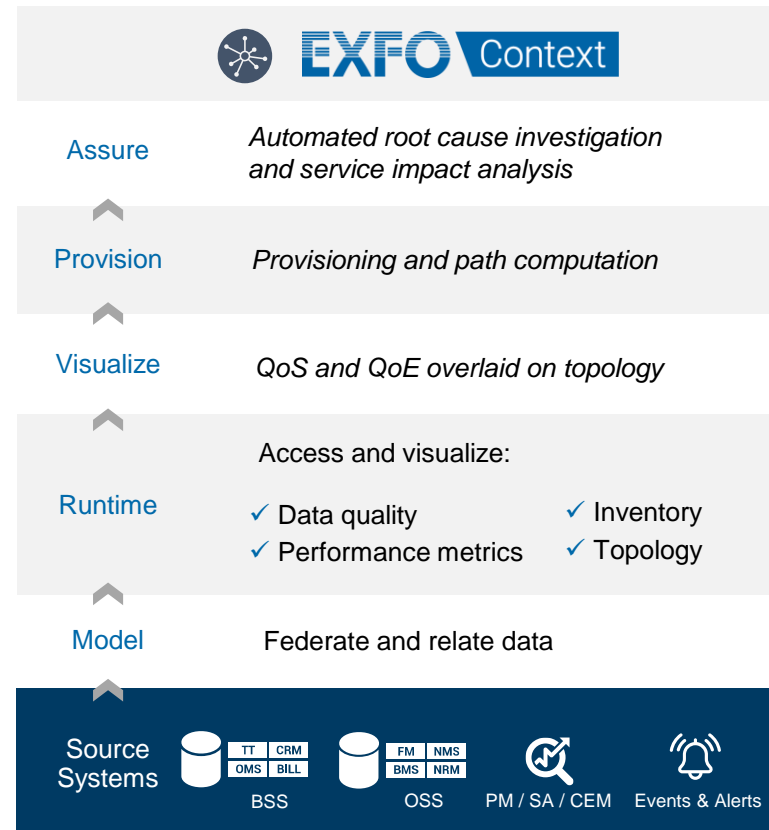 EXFO Context
Assure
Automated root cause investigation
and service impact analysis
Provision
Provisioning and path computation
Visualize
QoS and QoE overlaid on topology
Runtime
Access and visualize:
✓ Data quality
✓ Inventory
✓ Performance metrics
✓ Topology
Model
Federate and relate data
Source
Systems
TT CRM
OMS BILL
BSS
FM NMS
BMS NRM
OSS
PM / SA / CEM
Events & Alerts